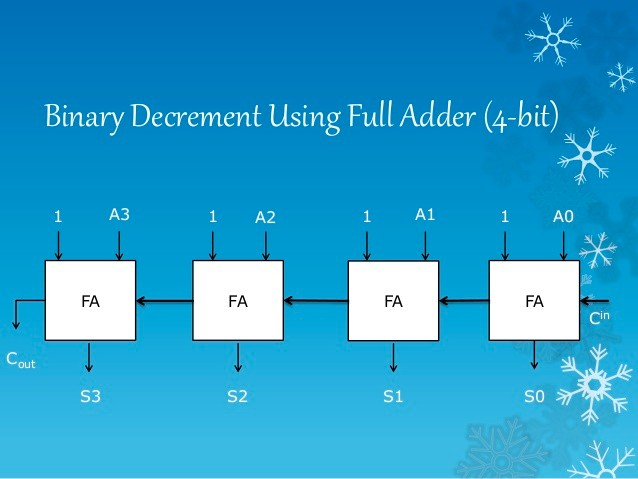 Binary Decrement Using Full Adder (4-bit)
1 A3 1 A2 1 A1 1 A0
FA FA FA FA
Cin
Cout
S3 S2 S1 S0